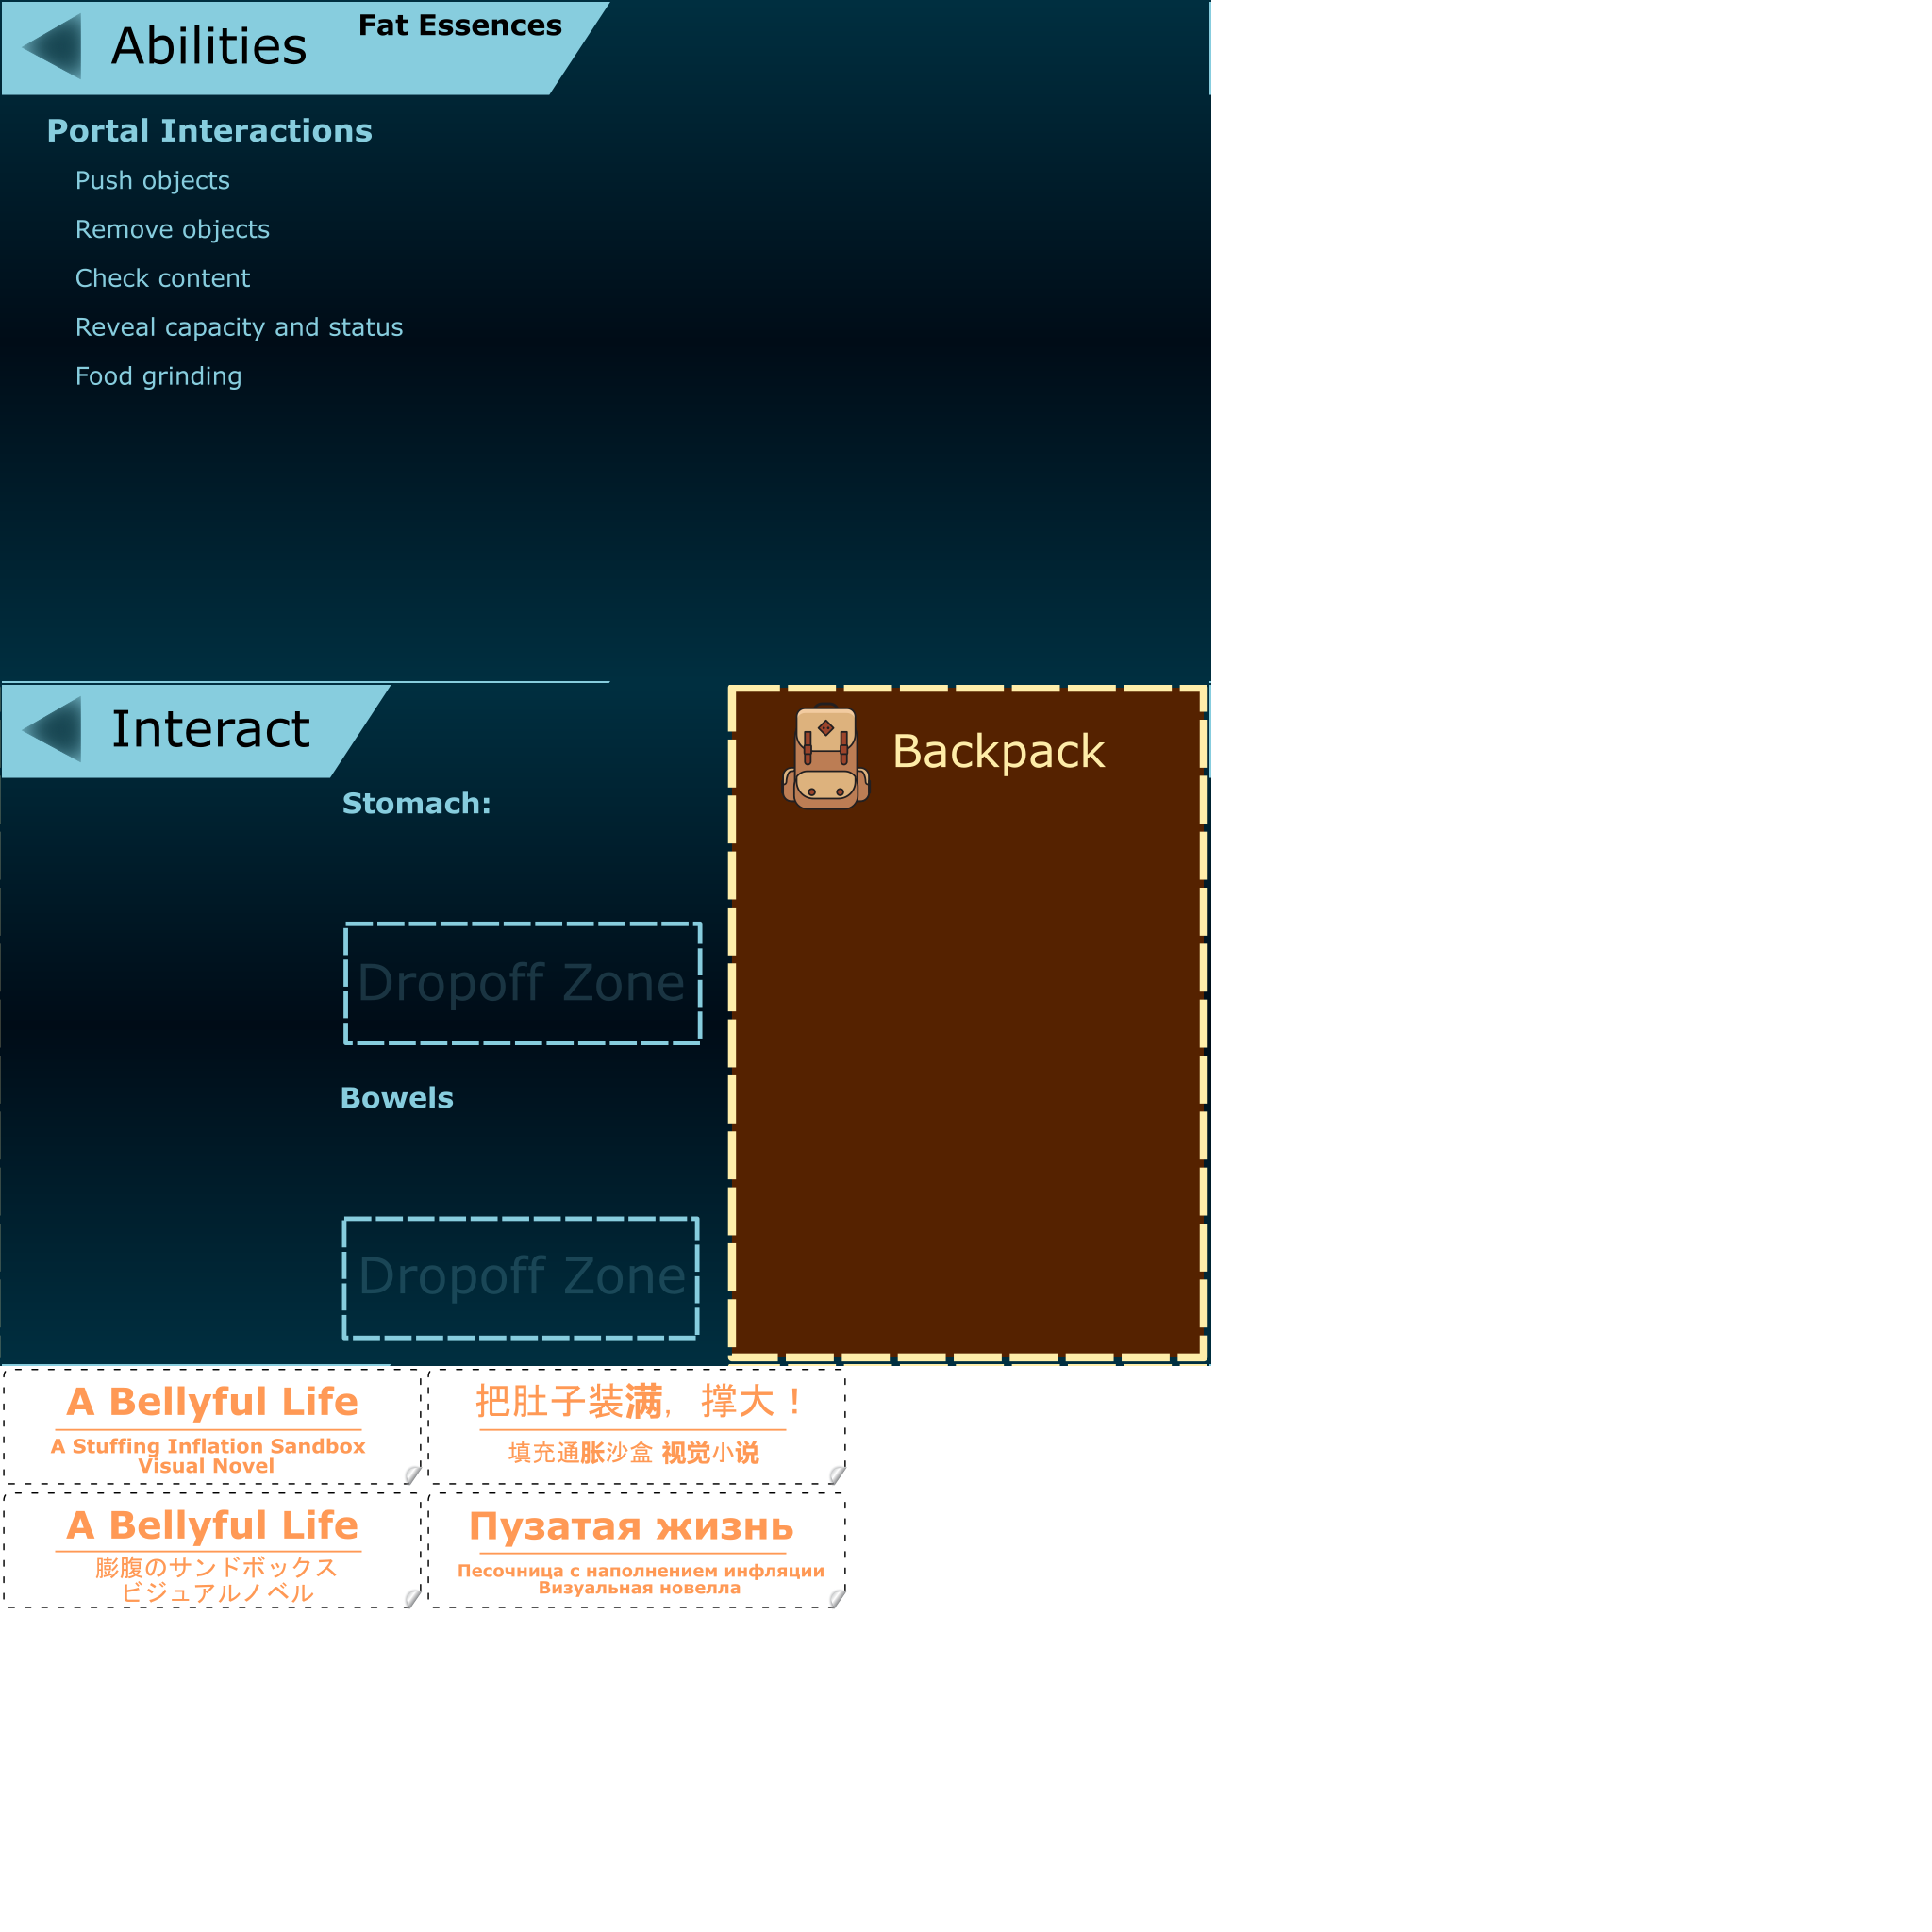 Abilities
Fat Essences
Portal Interactions
Push objects
Remove objects
Check content
Reveal capacity and status
Food grinding
Interact
Stomach:
Dropoff Zone
Bowels
Dropoff Zone
Backpack
A Bellyful Life
A Stuffing Inflation Sandbox
Visual Novel
把肚子装满，撑大！
填充通胀沙盒 视觉小说
A Bellyful Life
膨腹のサンドボックス
ビジュアルノベル
Пузатая жизнь
Песочница с наполнением инфляции
Визуальная новелла